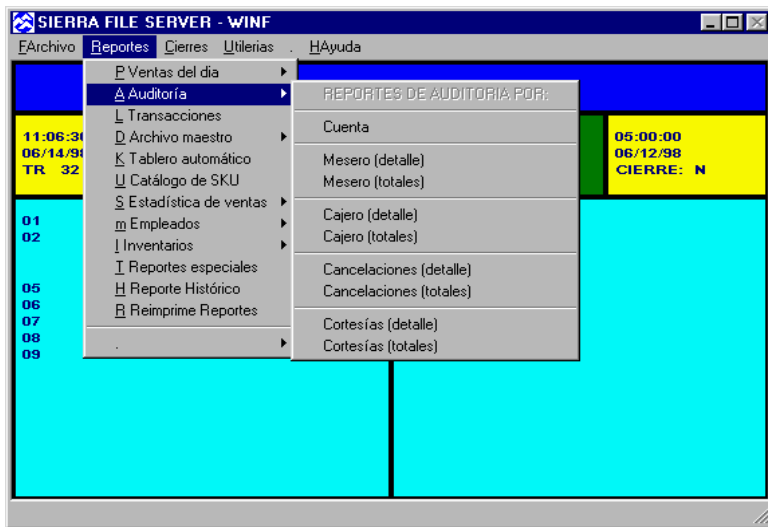 SIERRA FILE SERVER - WINF
FArchivo Reportes Cierres Utilerias . HAyuda
P Ventas del dia
A Auditoría
L Transacciones
D Archivo maestro
K Tablero automático
U Catálogo de SKU
S Estadística de ventas
m Empleados
I Inventarios
T Reportes especiales
H Reporte Histórico
R Reimprime Reportes
.
REPORTES DE AUDITORIA POR:
Cuenta
Mesero (detalle)
Mesero (totales)
Cajero (detalle)
Cajero (totales)
Cancelaciones (detalle)
Cancelaciones (totales)
Cortesías (detalle)
Cortesías (totales)
11:06:3
06/14/9
TR 32
05:00:00
06/12/98
CIERRE: N
01
02
05
06
07
08
09